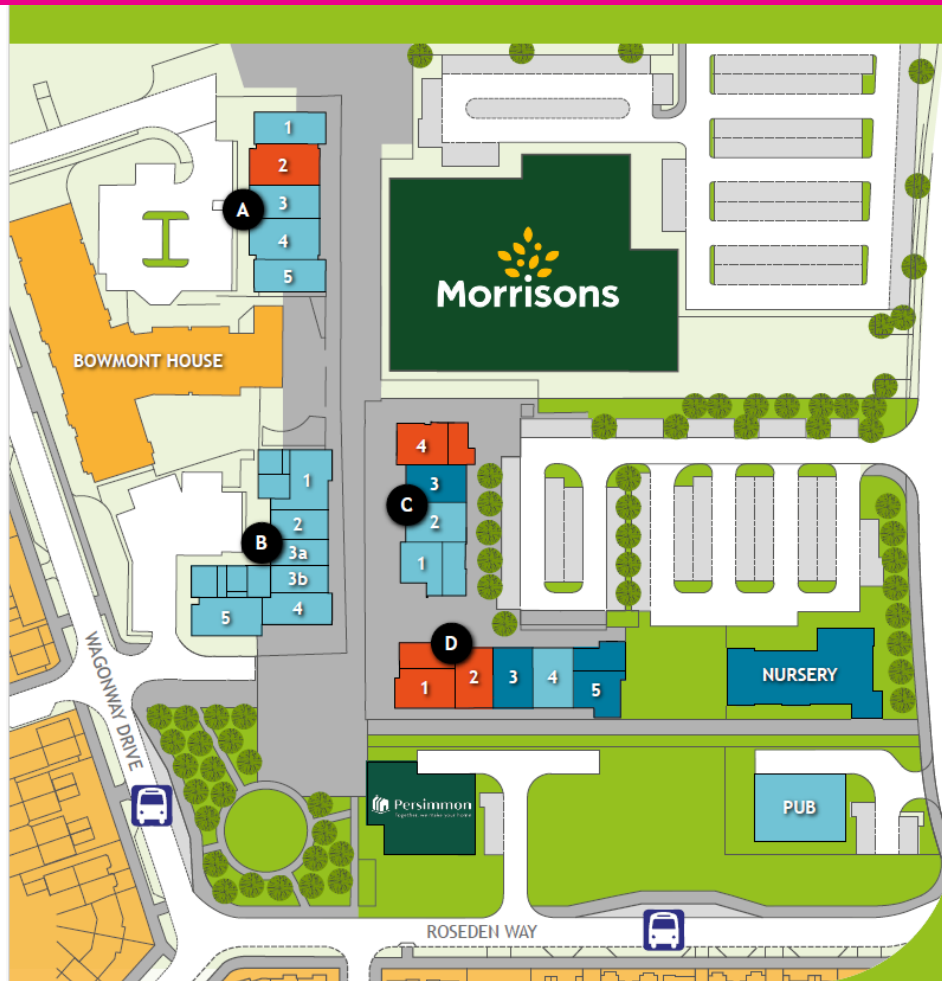 1
2
A
3
4
5
Morrisons
BOWMONT HOUSE
1
2
B
3a
3b
4
5
4
3
C
2
1
D
1
2
3
4
5
NURSERY
WAGONWAY DRIVE
Persimmon
Together, we make your home
PUB
ROSEDEN WAY